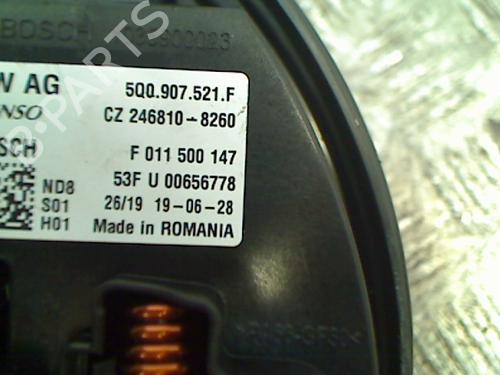 BOSCH
W AG 5Q0.907.521.F
NSO CZ 246810-8260
SCH F 011 500 147
ND8 53F U 00656778
S01 26/19 19-06-28
H01 Made in ROMANIA